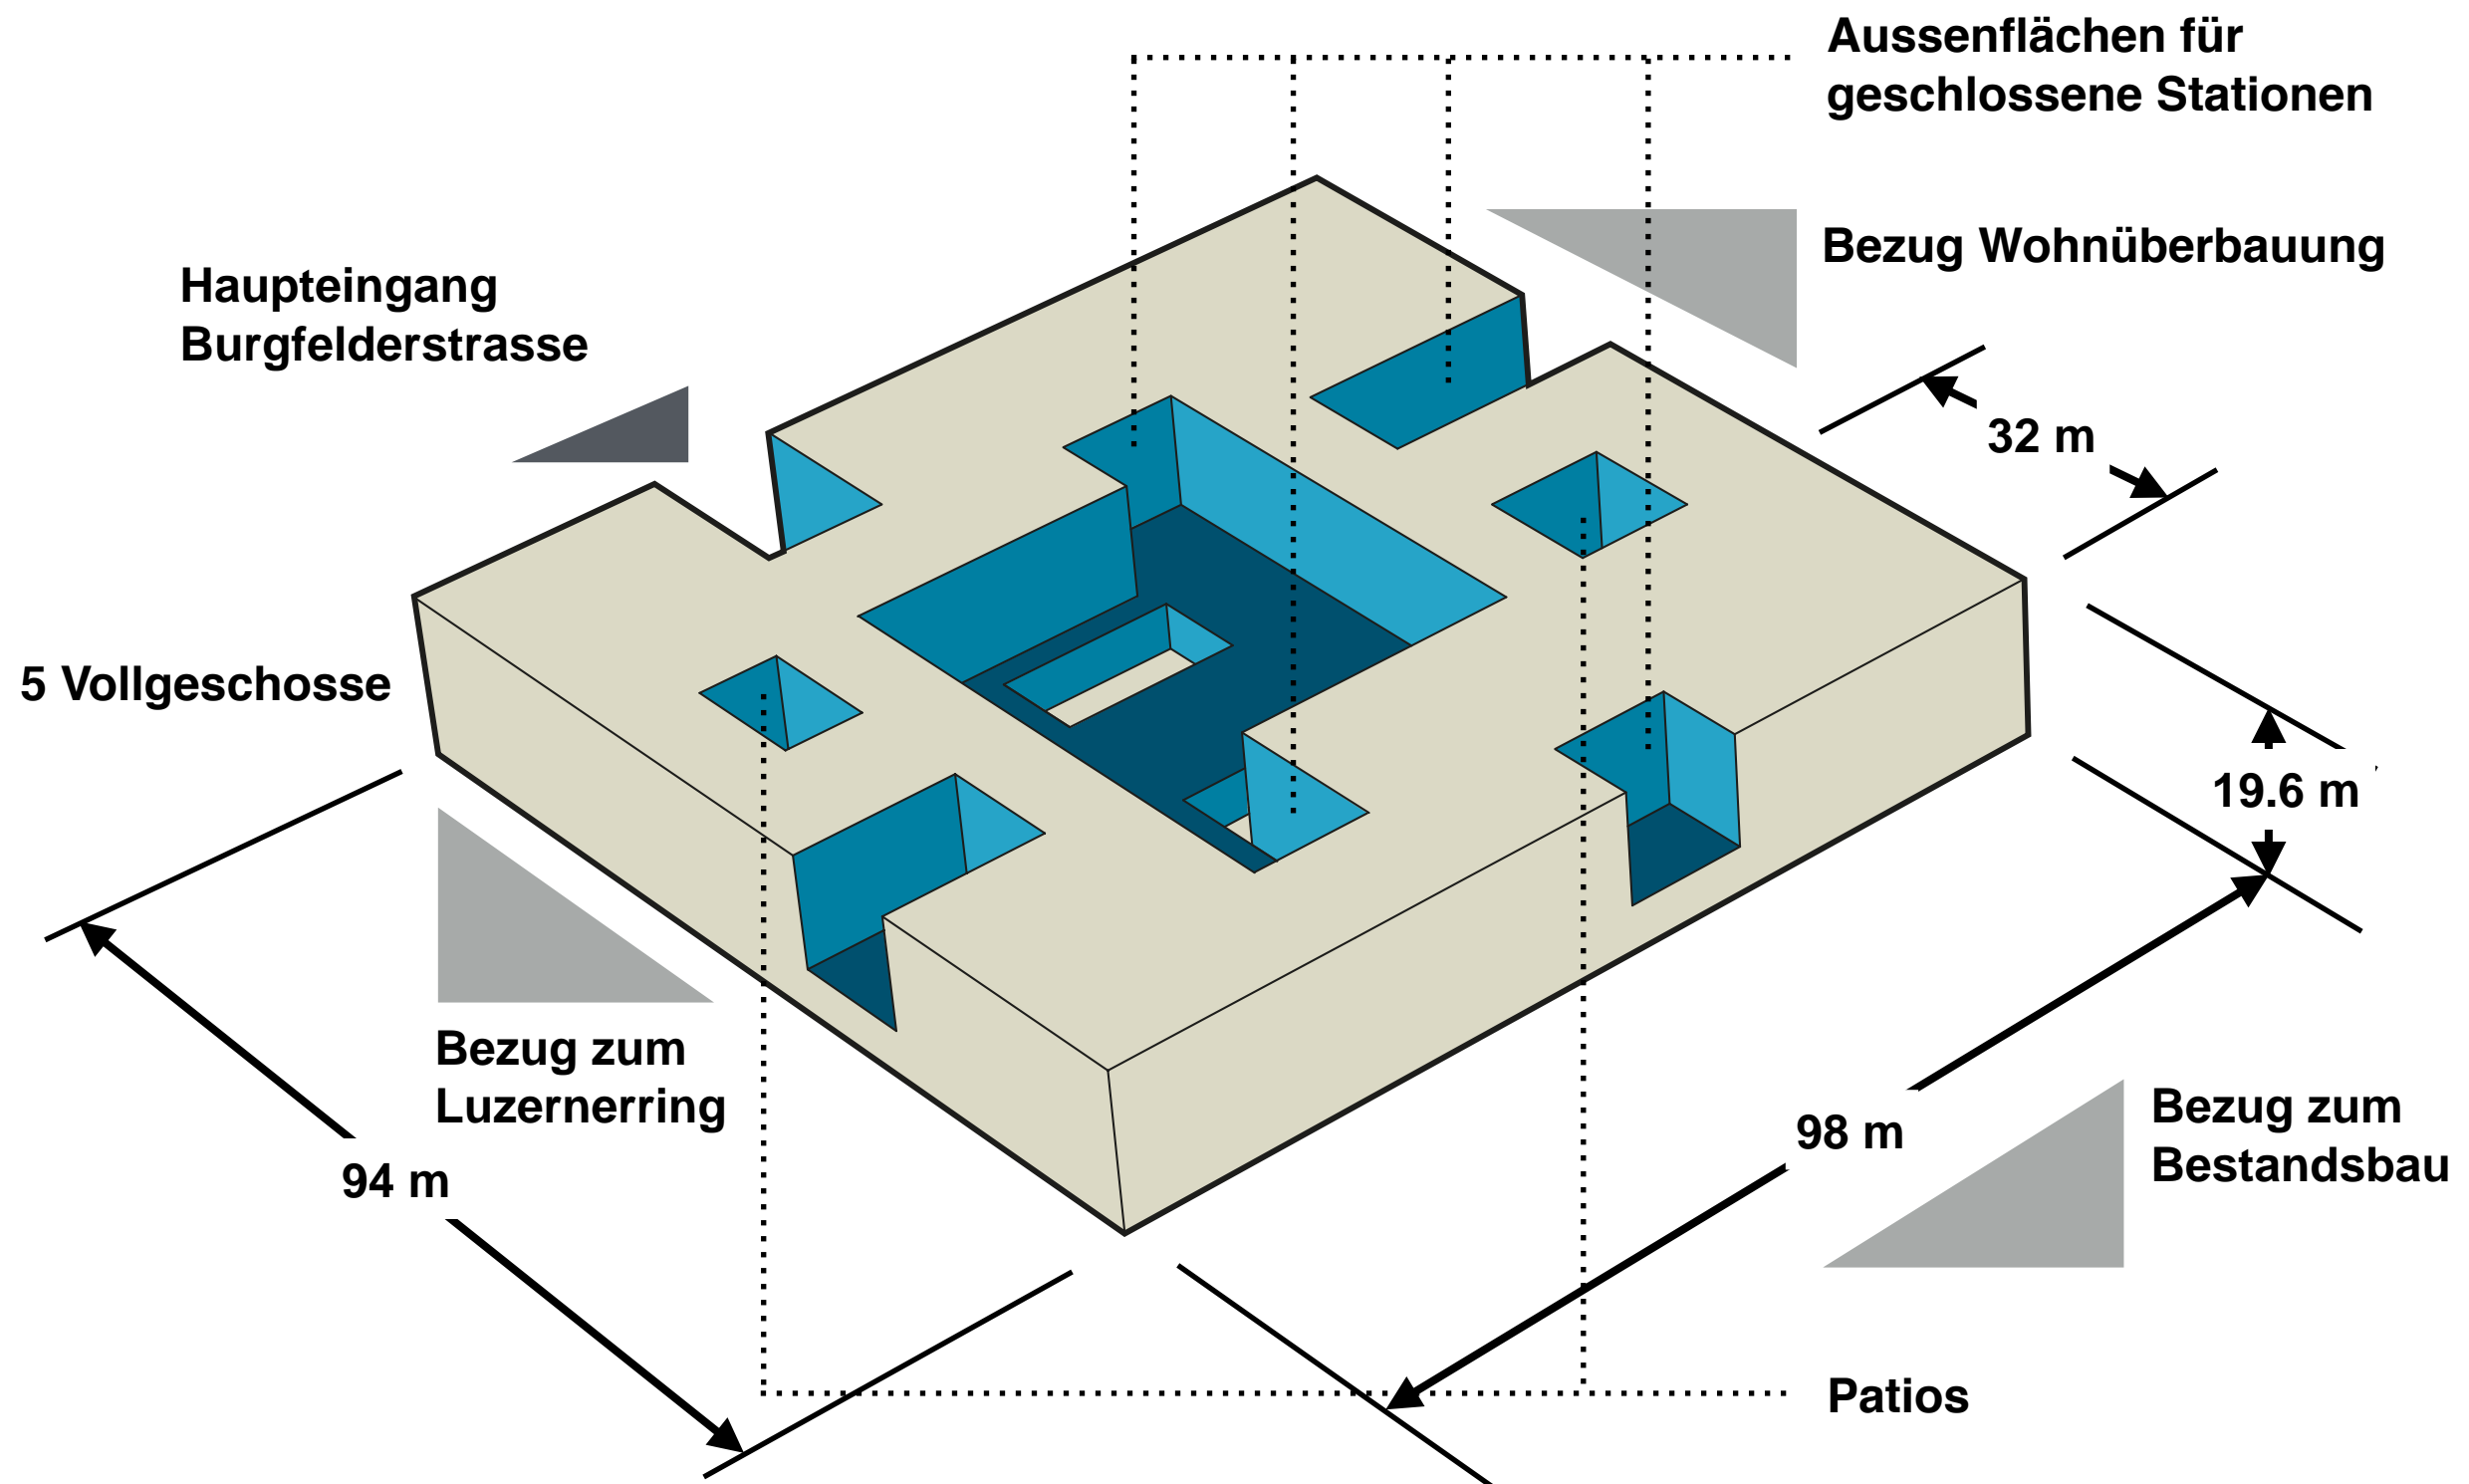 Aussenflächen für
geschlossene Stationen
Bezug Wohnüberbauung
Haupteingang
Burgfelderstrasse
32 m
5 Vollgeschosse
19.6 m
Bezug zum
Luzernerring
94 m
98 m
Bezug zum
Bestandsbau
Patios